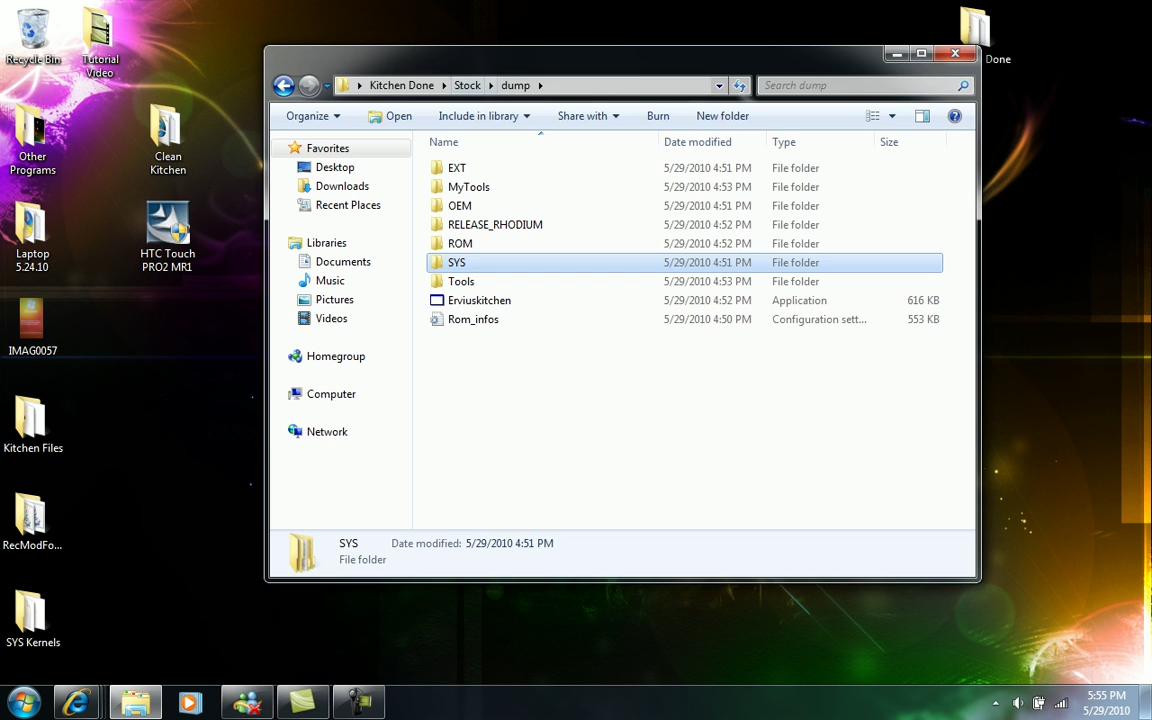 Recycle Bin
Tutorial
Video
Done
Other
Programs
Clean
Kitchen
Laptop
5.24.10
HTC Touch
PRO2 MR1
IMAG0057
Kitchen Files
RecModFo...
SYS Kernels
Kitchen Done Stock dump
Search dump
Organize Open Include in library Share with Burn New folder
Name Date modified Type Size
Favorites
Desktop
Downloads
Recent Places
Libraries
Documents
Music
Pictures
Videos
Homegroup
Computer
Network
EXT 5/29/2010 4:51 PM File folder
MyTools 5/29/2010 4:53 PM File folder
OEM 5/29/2010 4:51 PM File folder
RELEASE_RHODIUM 5/29/2010 4:52 PM File folder
ROM 5/29/2010 4:52 PM File folder
SYS 5/29/2010 4:51 PM File folder
Tools 5/29/2010 4:53 PM File folder
Erviuskitchen 5/29/2010 4:52 PM Application 616 KB
Rom_infos 5/29/2010 4:50 PM Configuration sett... 553 KB
SYS Date modified: 5/29/2010 4:51 PM
File folder
5:55 PM
5/29/2010